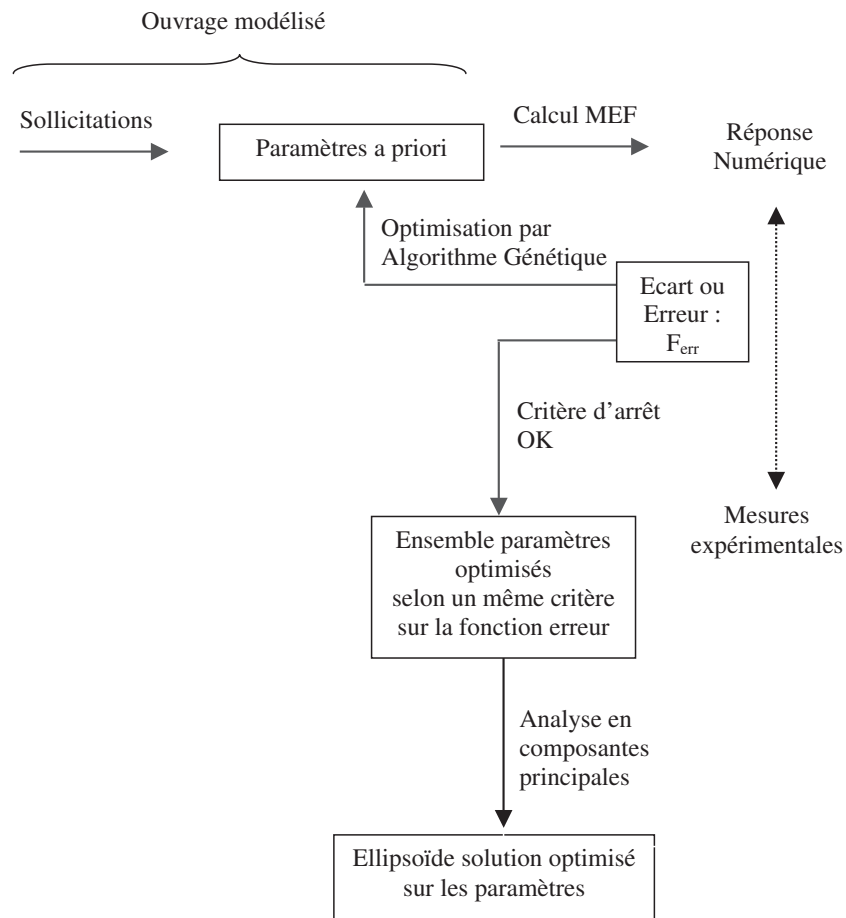 Ouvrage modélisé
Sollicitations
Paramètres a priori
Calcul MEF
Réponse
Numérique
Optimisation par
Algorithme Génétique
Ecart ou
Erreur :
Ferr
Critère d'arrêt
OK
Mesures
expérimentales
Ensemble paramètres
optimisés
selon un même critère
sur la fonction erreur
Analyse en
composantes
principales
Ellipsoïde solution optimisé
sur les paramètres